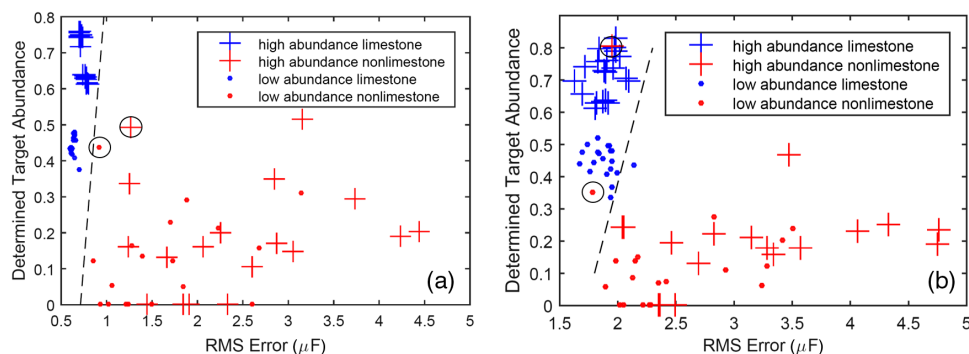 0.8
0.7
0.6
0.5
0.4
0.3
0.2
0.1
0
Determined Target Abundance
high abundance limestone
high abundance nonlimestone
low abundance limestone
low abundance nonlimestone
(a)
0.5 1 1.5 2 2.5 3 3.5 4 4.5 5
RMS Error (μF)
0.9
0.8
0.7
0.6
0.5
0.4
0.3
0.2
0.1
0
Determined Target Abundance
high abundance limestone
high abundance nonlimestone
low abundance limestone
low abundance nonlimestone
(b)
1.5 2 2.5 3 3.5 4 4.5 5
RMS Error (μF)